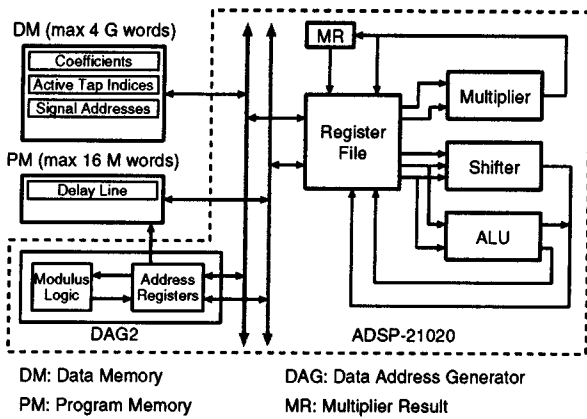 DM (max 4 G words)
Coefficients
Active Tap Indices
Signal Addresses
PM (max 16 M words)
Delay Line
Modulus
Logic
Address
Registers
DAG2
MR
Register
File
Multiplier
Shifter
ALU
ADSP-21020
DM: Data Memory
DAG: Data Address Generator
PM: Program Memory
MR: Multiplier Result